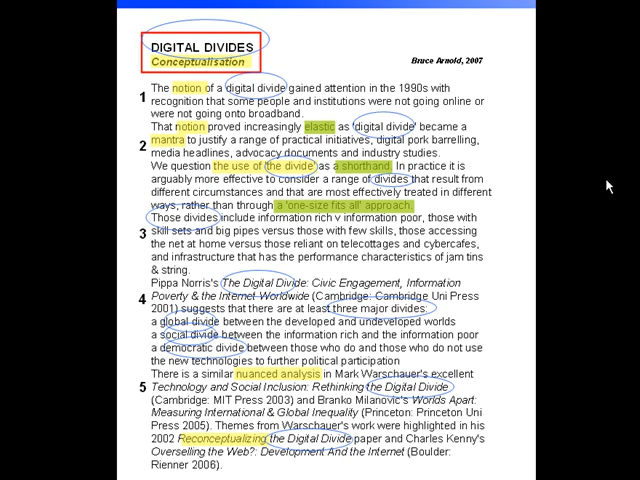 DIGITAL DIVIDES
Conceptualisation
Bruce Arnold, 2007
1 The notion of a digital divide gained attention in the 1990s with
recognition that some people and institutions were not going online or
were not going onto broadband.
That notion proved increasingly elastic as 'digital divide' became a
2 mantra to justify a range of practical initiatives, digital pork barrelling,
media headlines, advocacy documents and industry studies.
We question the use of 'the divide' as a shorthand. In practice it is
arguably more effective to consider a range of divides that result from
different circumstances and that are most effectively treated in different
ways, rather than through a 'one-size fits all' approach.
Those divides include information rich v information poor, those with
3 skill sets and big pipes versus those with few skills, those accessing
the net at home versus those reliant on telecottages and cybercafes,
and infrastructure that has the performance characteristics of jam tins
& string.
Pippa Norris's The Digital Divide: Civic Engagement, Information
4 Poverty & the Internet Worldwide (Cambridge: Cambridge Uni Press
2001) suggests that there are at least three major divides:
a global divide between the developed and undeveloped worlds
a social divide between the information rich and the information poor
a democratic divide between those who do and those who do not use
the new technologies to further political participation
There is a similar nuanced analysis in Mark Warschauer's excellent
5 Technology and Social Inclusion: Rethinking the Digital Divide
(Cambridge: MIT Press 2003) and Branko Milanovic's Worlds Apart:
Measuring International & Global Inequality (Princeton: Princeton Uni
Press 2005). Themes from Warschauer's work were highlighted in his
2002 Reconceptualizing the Digital Divide paper and Charles Kenny's
Overselling the Web?: Development And the Internet (Boulder:
Rienner 2006).